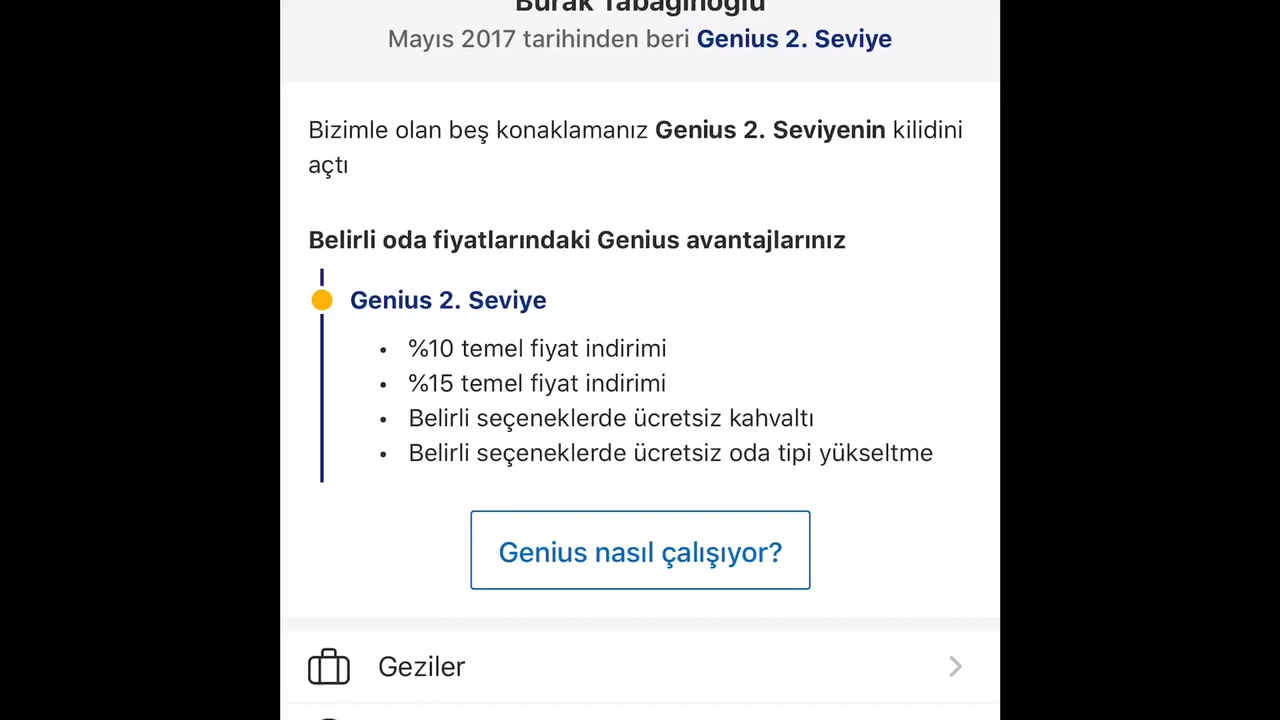 Burak Tabağınoğlu
Mayıs 2017 tarihinden beri Genius 2. Seviye
Bizimle olan beş konaklamanız Genius 2. Seviyenin kilidini
açtı
Belirli oda fiyatlarındaki Genius avantajlarınız
Genius 2. Seviye
• %10 temel fiyat indirimi
• %15 temel fiyat indirimi
• Belirli seçeneklerde ücretsiz kahvaltı
• Belirli seçeneklerde ücretsiz oda tipi yükseltme
Genius nasıl çalışıyor?
Geziler